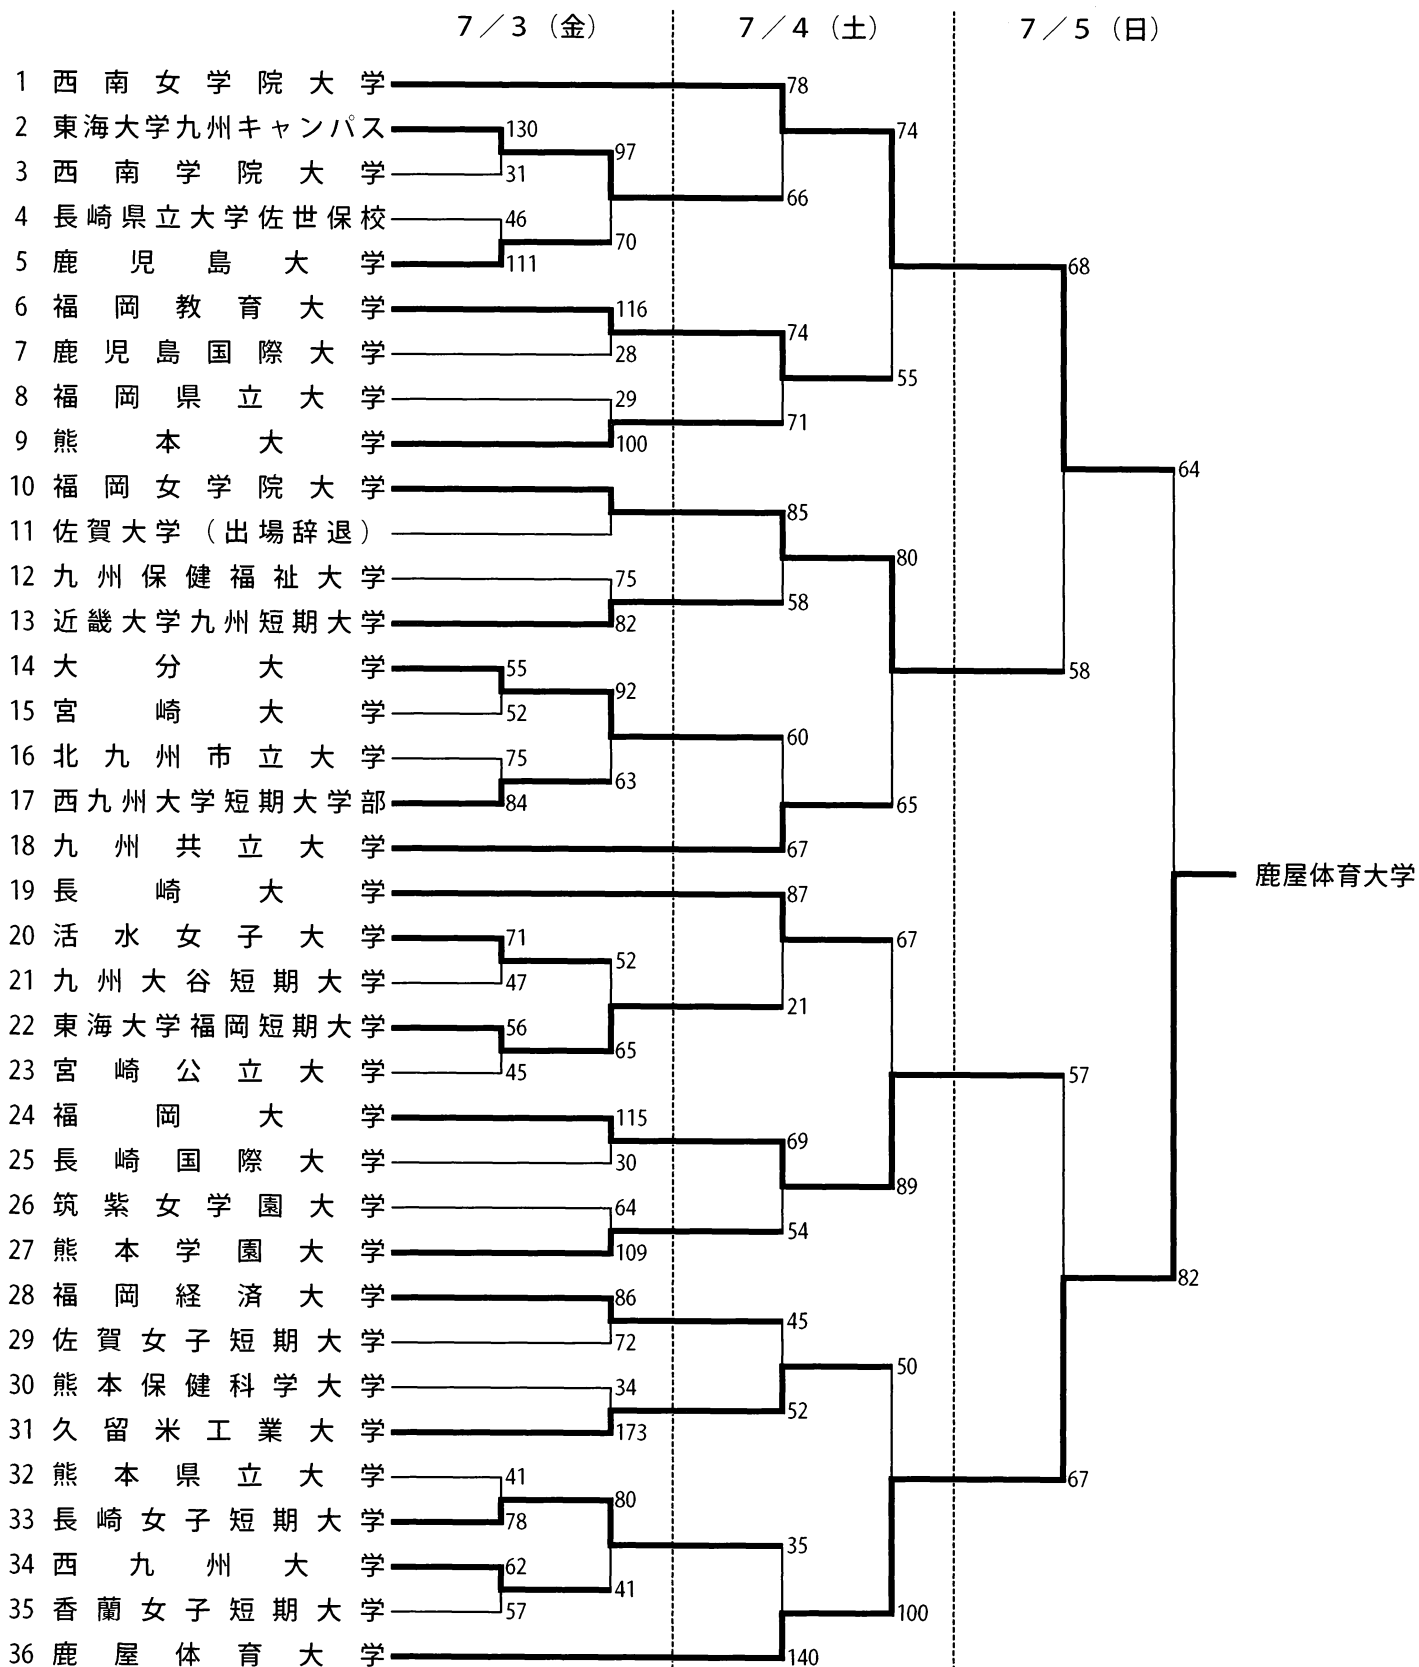 7/3（金） 7/4（土） 7/5（日）
1 西南女学院大学 78
2 東海大学九州キャンパス 130
74
97
3 西南学院大学 31
66
4 長崎県立大学佐世保校 46
70
5 鹿児島大学 111
68
6 福岡教育大学 116
74
7 鹿児島国際大学 28
55
8 福岡県立大学 29
71
9 熊本大学 100
64
10 福岡女学院大学
85
11 佐賀大学（出場辞退）
80
12 九州保健福祉大学 75
58
13 近畿大学九州短期大学 82
14 大分大学 55
58
92
15 宮崎大学 52
60
16 北九州市立大学 75
63
17 西九州大学短期大学部 84
65
18 九州共立大学 67
鹿屋体育大学
19 長崎大学 87
20 活水女子大学 71
67
52
21 九州大谷短期大学 47
21
22 東海大学福岡短期大学 56
65
23 宮崎公立大学 45
57
24 福岡大学 115
69
25 長崎国際大学 30
89
26 筑紫女学園大学 64
54
27 熊本学園大学 109
82
28 福岡経済大学 86
45
29 佐賀女子短期大学 72
50
30 熊本保健科学大学 34
52
31 久留米工業大学 173
32 熊本県立大学 41
67
80
33 長崎女子短期大学 78
35
34 西九州大学 62
41
35 香蘭女子短期大学 57
100
36 鹿屋体育大学 140